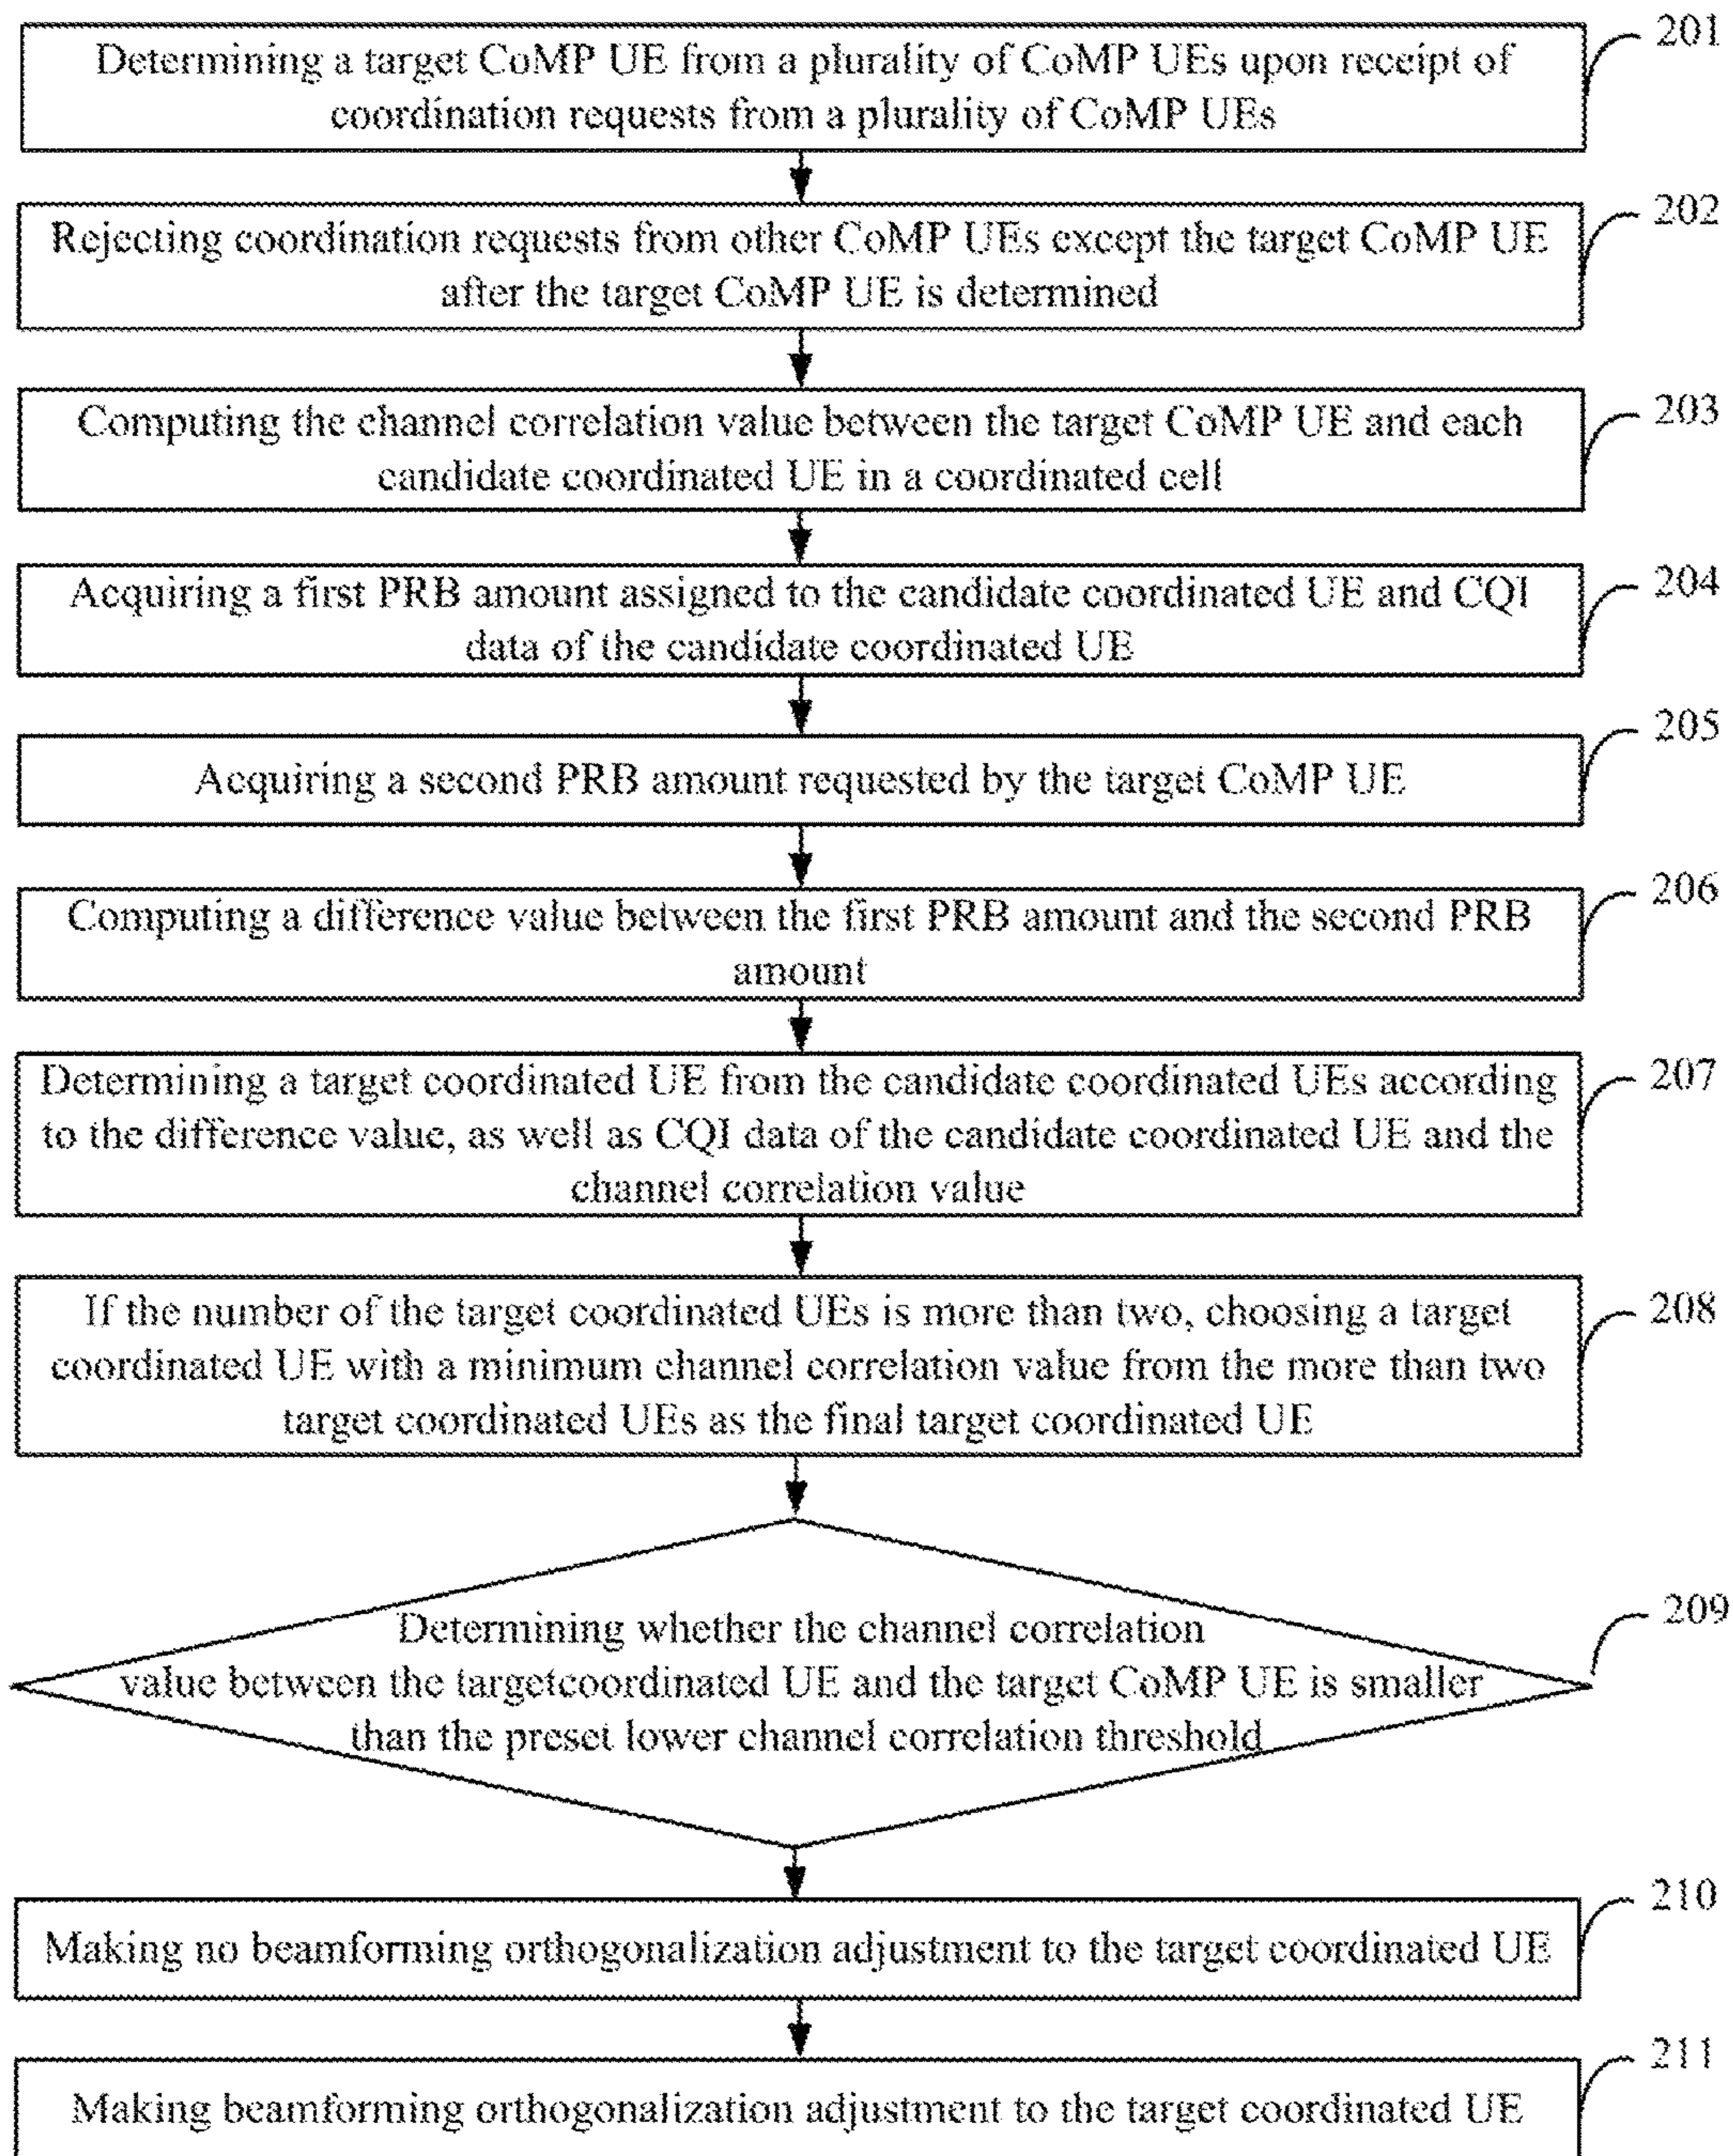 201
Determining a target CoMP UE from a plurality of CoMP UEs upon receipt of
coordination requests from a plurality of CoMP UEs
202
Rejecting coordination requests from other CoMP UEs except the target CoMP UE
after the target CoMP UE is determined
203
Computing the channel correlation value between the target CoMP UE and each
candidate coordinated UE in a coordinated cell
204
Acquiring a first PRB amount assigned to the candidate coordinated UE and CQI
data of the candidate coordinated UE
205
Acquiring a second PRB amount requested by the target CoMP UE
206
Computing a difference value between the first PRB amount and the second PRB
amount
207
Determining a target coordinated UE from the candidate coordinated UEs according
to the difference value, as well as CQI data of the candidate coordinated UE and the
channel correlation value
208
If the number of the target coordinated UEs is more than two, choosing a target
coordinated UE with a minimum channel correlation value from the more than two
target coordinated UEs as the final target coordinated UE
209
Determining whether the channel correlation
value between the targetcoordinated UE and the target CoMP UE is smaller
than the preset lower channel correlation threshold
210
Making no beamforming orthogonalization adjustment to the target coordinated UE
211
Making beamforming orthogonalization adjustment to the target coordinated UE